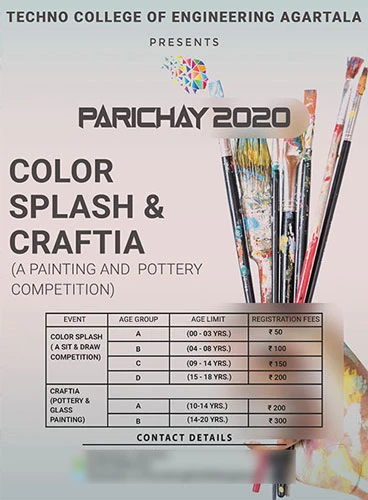 TECHNO COLLEGE OF ENGINEERING AGARTALA
PRESENTS
PARICHAY 2020
COLOR
SPLASH &
CRAFTIA
(A PAINTING AND POTTERY
COMPETITION)
EVENT AGE GROUP AGE LIMIT REGISTRATION FEES
COLOR SPLASH
( A SIT & DRAW
COMPETITION)
A (00 - 03 YRS.) ₹ 50
B (04 - 08 YRS.) ₹ 100
C (09 - 14 YRS.) ₹ 150
D (15 - 18 YRS.) ₹ 200
CRAFTIA
(POTTERY &
GLASS
PAINTING)
A (10-14 YRS.) ₹ 200
B (14-20 YRS.) ₹ 300
CONTACT DETAILS